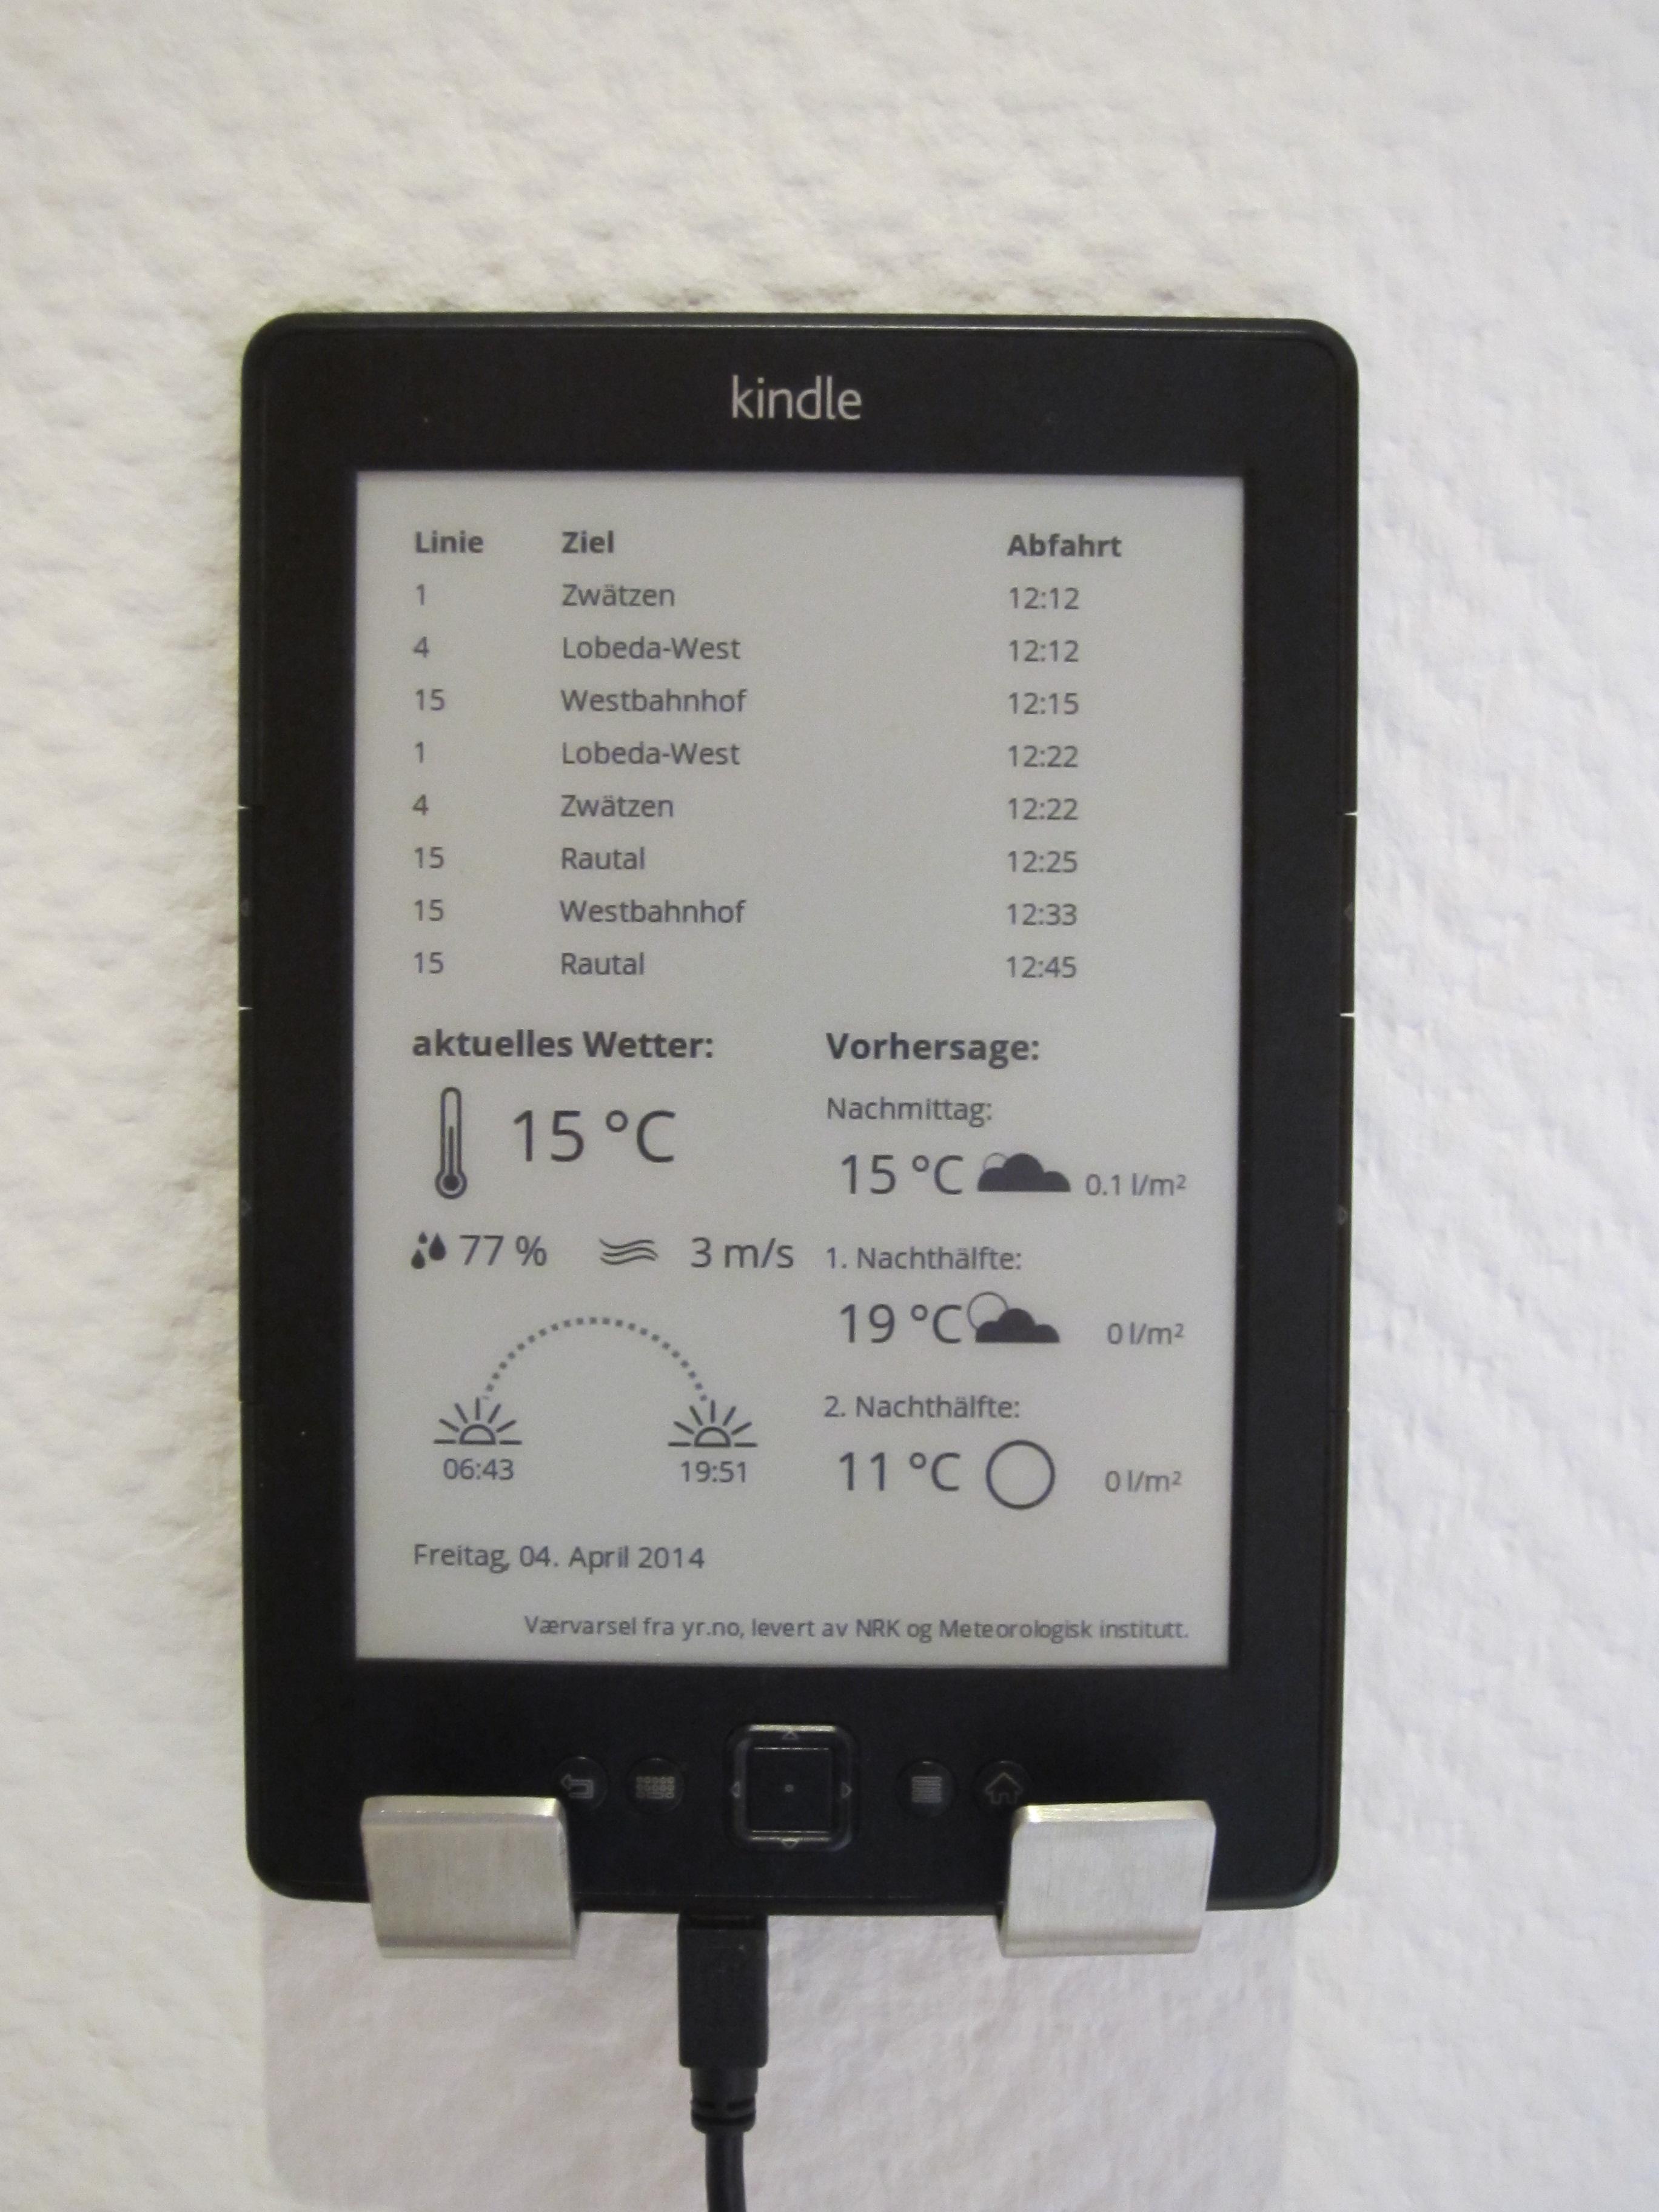 kindle
Linie Ziel Abfahrt
1 Zwätzen 12:12
4 Lobeda-West 12:12
15 Westbahnhof 12:15
1 Lobeda-West 12:22
4 Zwätzen 12:22
15 Rautal 12:25
15 Westbahnhof 12:33
15 Rautal 12:45
aktuelles Wetter:
15 °C
77 % 3 m/s
06:43 19:51
Freitag, 04. April 2014
Vorhersage:
Nachmittag:
15 °C 0.1 l/m²
1. Nachthälfte:
19 °C 0 l/m²
2. Nachthälfte:
11 °C 0 l/m²
Værvarsel fra yr.no, levert av NRK og Meteorologisk institutt.